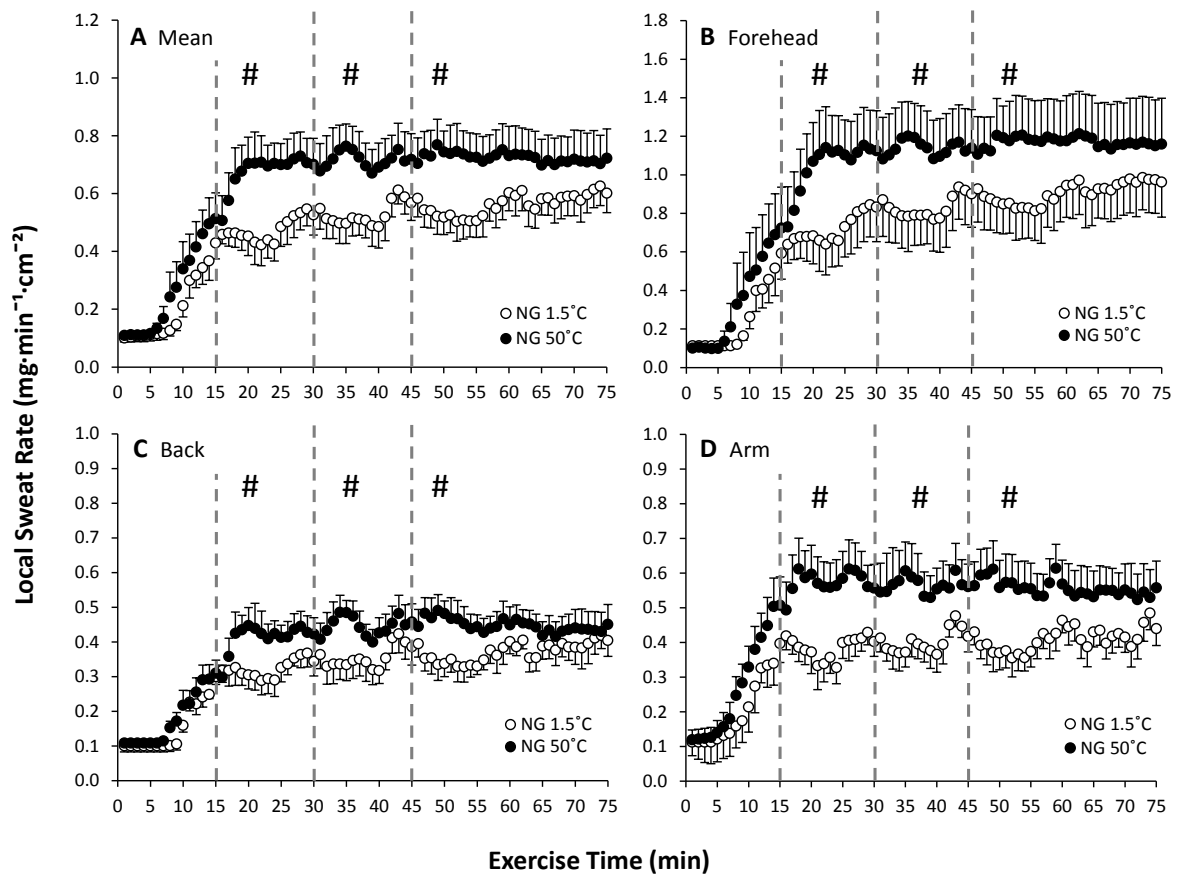 A Mean
1.2
1.0
0.8
0.6
0.4
0.2
0.0
# # #
NG 1.5˚C
NG 50˚C
0 5 10 15 20 25 30 35 40 45 50 55 60 65 70 75
B Forehead
1.8
1.6
1.4
1.2
1.0
0.8
0.6
0.4
0.2
0.0
# # #
NG 1.5˚C
NG 50˚C
0 5 10 15 20 25 30 35 40 45 50 55 60 65 70 75
C Back
1.0
0.9
0.8
0.7
0.6
0.5
0.4
0.3
0.2
0.1
0.0
# # #
NG 1.5˚C
NG 50˚C
0 5 10 15 20 25 30 35 40 45 50 55 60 65 70 75
D Arm
1.0
0.9
0.8
0.7
0.6
0.5
0.4
0.3
0.2
0.1
0.0
# # #
NG 1.5˚C
NG 50˚C
0 5 10 15 20 25 30 35 40 45 50 55 60 65 70 75
Local Sweat Rate (mg·min⁻¹·cm⁻²)
Exercise Time (min)